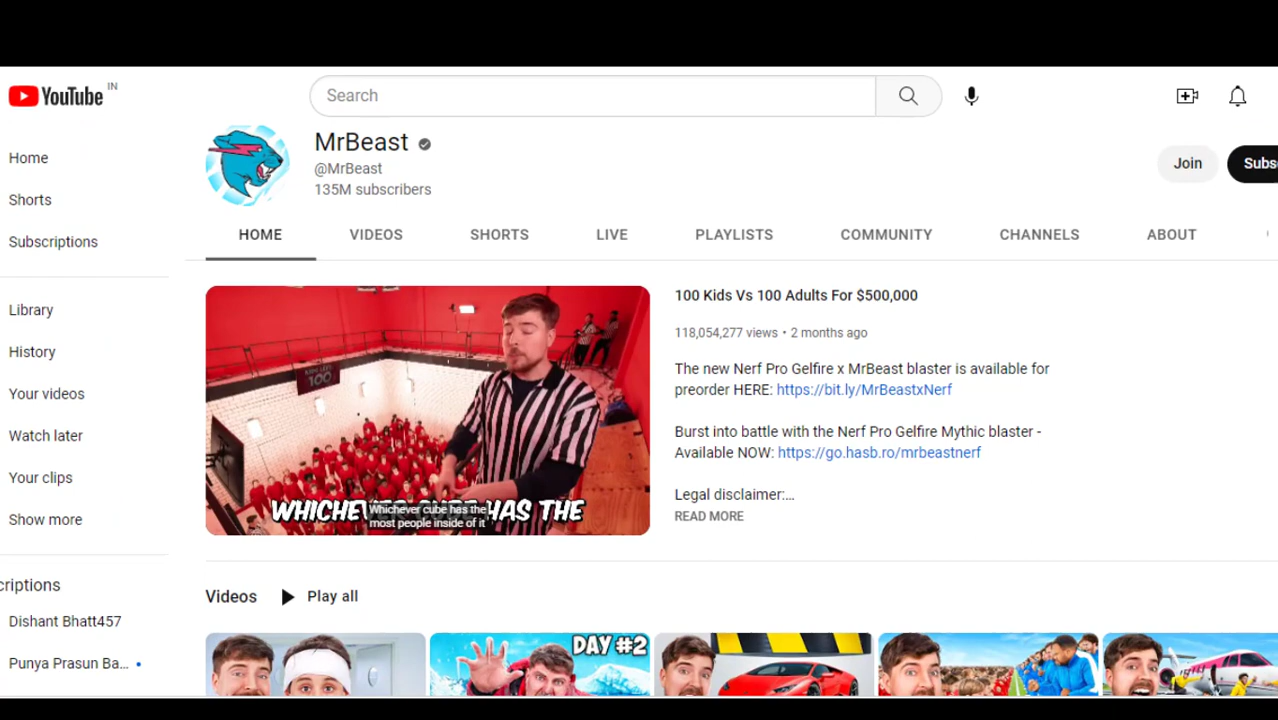 YouTube IN
Search
Home
Shorts
Subscriptions
Library
History
Your videos
Watch later
Your clips
Show more
criptions
Dishant Bhatt457
Punya Prasun Ba...
MrBeast
@MrBeast
135M subscribers
Join
Subs
HOME VIDEOS SHORTS LIVE PLAYLISTS COMMUNITY CHANNELS ABOUT
100
WHICHEVER CUBE HAS THE
Whichever cube has the
most people inside of it
100 Kids Vs 100 Adults For $500,000
118,054,277 views • 2 months ago
The new Nerf Pro Gelfire x MrBeast blaster is available for
preorder HERE: https://bit.ly/MrBeastxNerf
Burst into battle with the Nerf Pro Gelfire Mythic blaster -
Available NOW: https://go.hasb.ro/mrbeastnerf
Legal disclaimer:...
READ MORE
Videos Play all
DAY #2